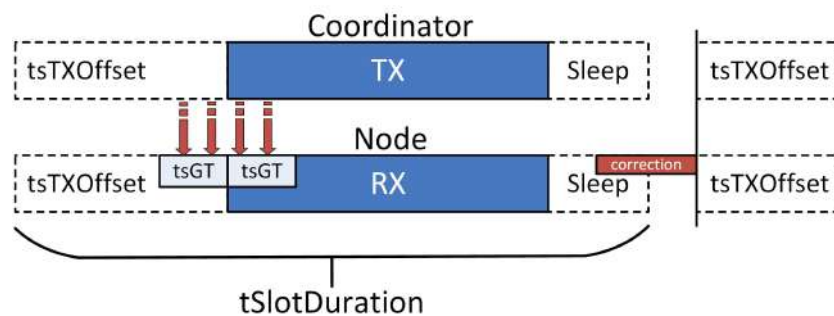 Coordinator
tsTXOffset TX Sleep tsTXOffset
Node
tsTXOffset tsGT tsGT RX Sleep correction tsTXOffset
tSlotDuration